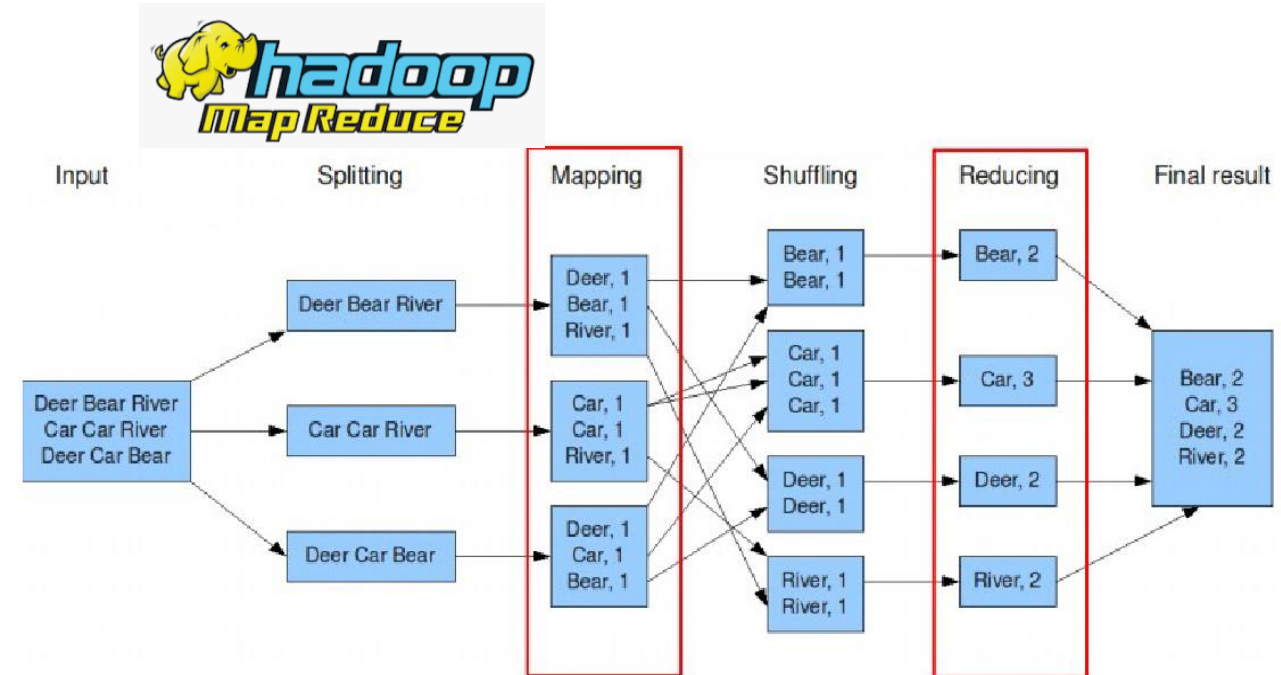 hadoop
Map Reduce
Input
Splitting
Mapping
Shuffling
Reducing
Final result
Deer Bear River
Car Car River
Deer Car Bear
Deer Bear River
Car Car River
Deer Car Bear
Deer, 1
Bear, 1
River, 1
Car, 1
Car, 1
River, 1
Deer, 1
Car, 1
Bear, 1
Bear, 1
Bear, 1
Car, 1
Car, 1
Car, 1
Deer, 1
Deer, 1
River, 1
River, 1
Bear, 2
Car, 3
Deer, 2
River, 2
Bear, 2
Car, 3
Deer, 2
River, 2